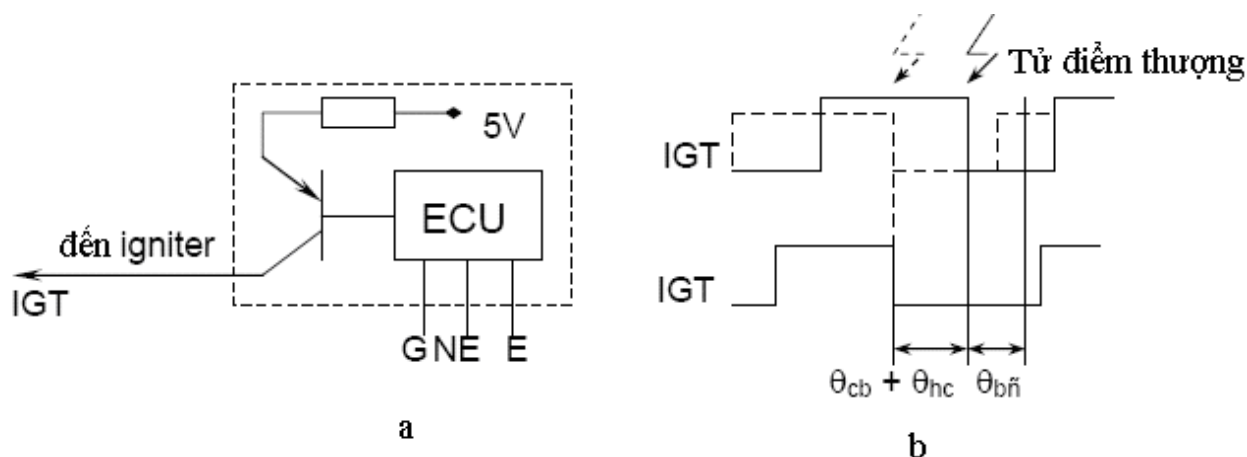 5V
ECU
đến igniter
IGT
G NE E
a
Tử điểm thượng
IGT
IGT
θcb + θhc θbñ
b